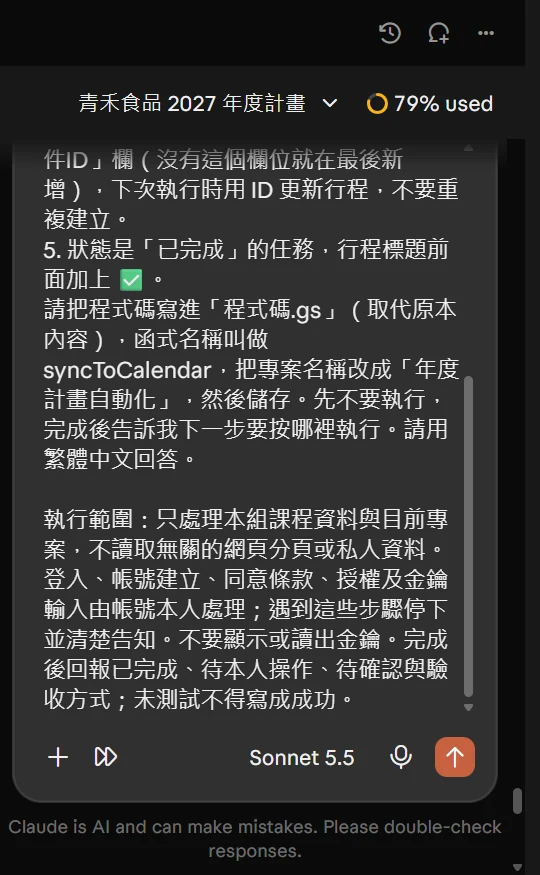 青禾食品 2027 年度計畫
79% used
件ID」欄（沒有這個欄位就在最後新
增），下次執行時用 ID 更新行程，不要重
複建立。
5. 狀態是「已完成」的任務，行程標題前
面加上 ✅ 。
請把程式碼寫進「程式碼.gs」（取代原本
內容），函式名稱叫做
syncToCalendar，把專案名稱改成「年度
計畫自動化」，然後儲存。先不要執行，
完成後告訴我下一步要按哪裡執行。請用
繁體中文回答。
執行範圍：只處理本組課程資料與目前專
案，不讀取無關的網頁分頁或私人資料。
登入、帳號建立、同意條款、授權及金鑰
輸入由帳號本人處理；遇到這些步驟停下
並清楚告知。不要顯示或讀出金鑰。完成
後回報已完成、待本人操作、待確認與驗
收方式；未測試不得寫成成功。
Sonnet 5.5
Claude is AI and can make mistakes. Please double-check
responses.